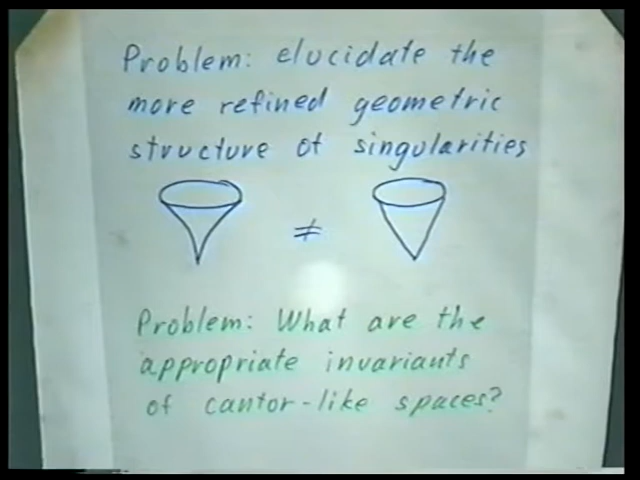 Problem: elucidate the
more refined geometric
structure of singularities
≠
Problem: What are the
appropriate invariants
of cantor-like spaces?